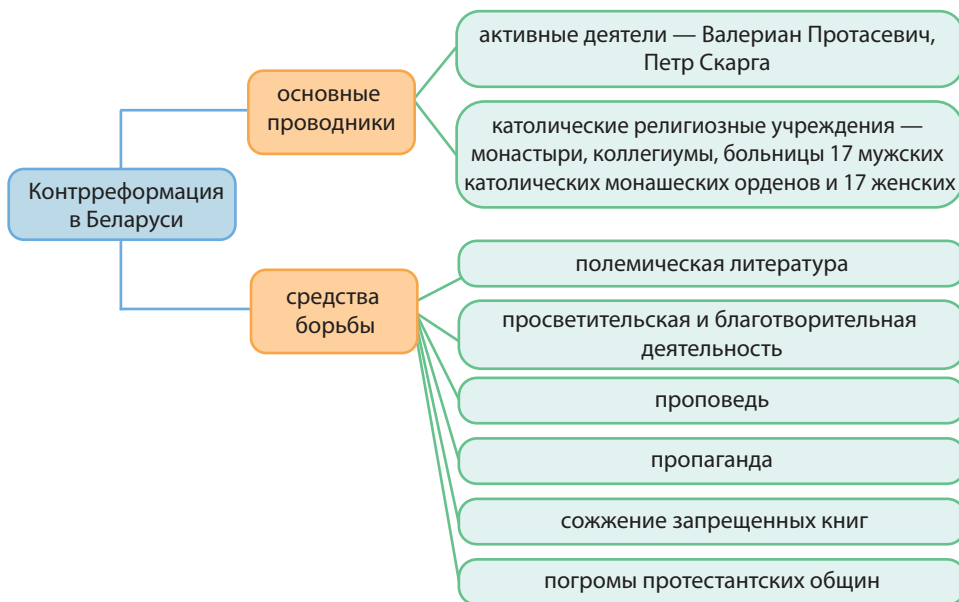 активные деятели — Валериан Протасевич,
Петр Скарга
основные
проводники
католические религиозные учреждения —
монастыри, коллегиумы, больницы 17 мужских
католических монашеских орденов и 17 женских
Контрреформация
в Беларуси
средства
борьбы
полемическая литература
просветительская и благотворительная
деятельность
проповедь
пропаганда
сожжение запрещенных книг
погромы протестантских общин